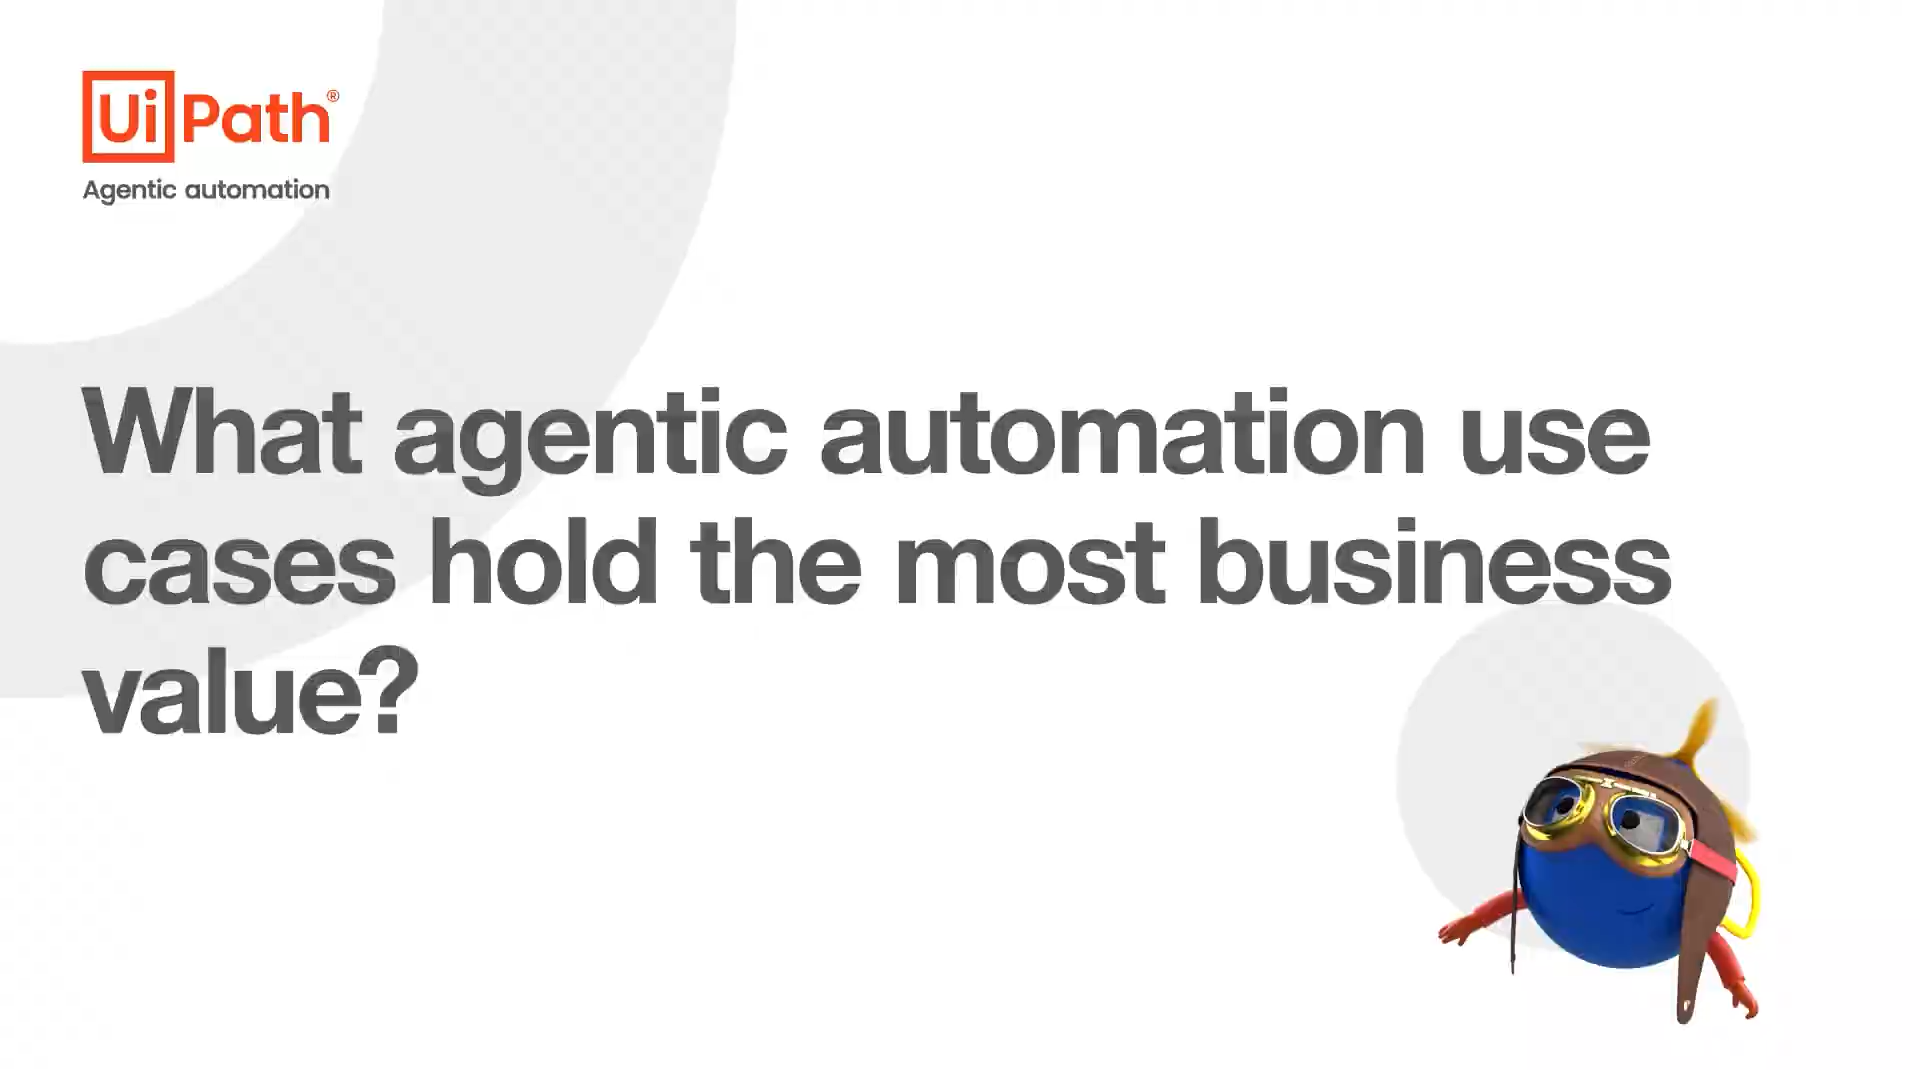 UiPath®
Agentic automation
What agentic automation use
cases hold the most business
value?